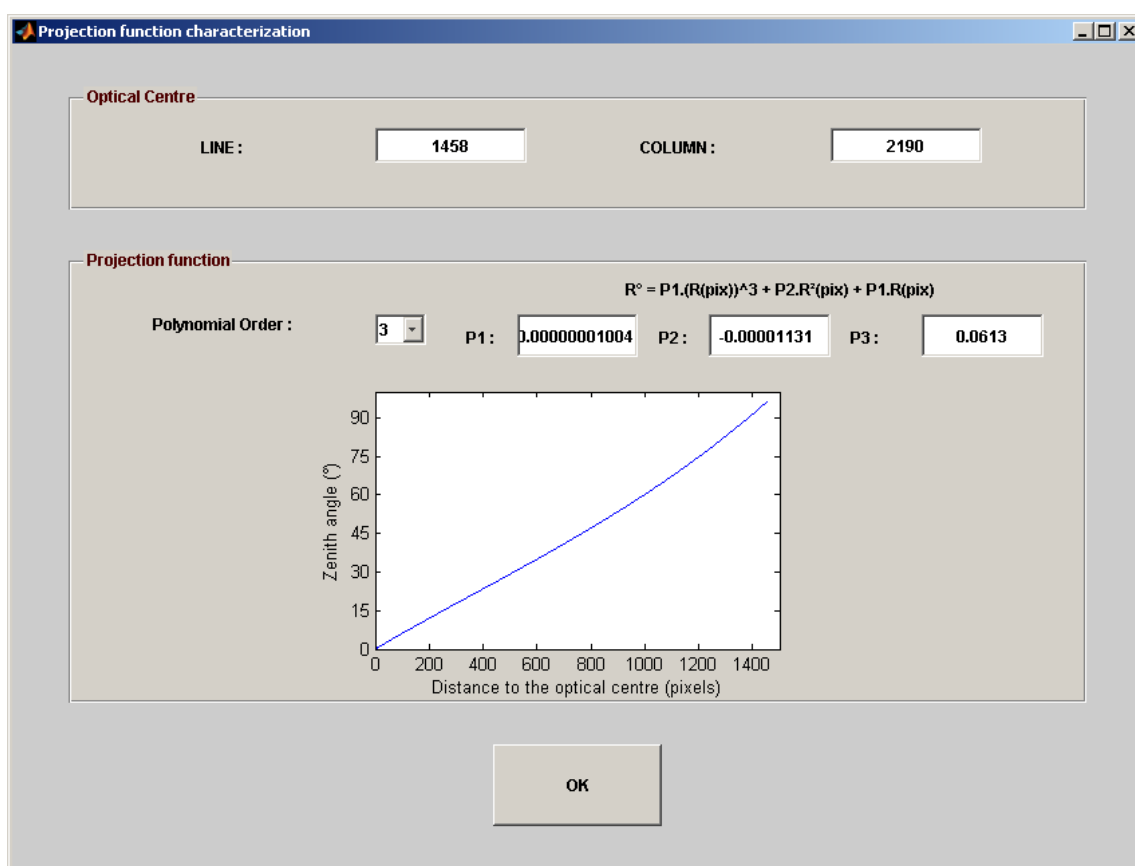 Projection function characterization
Optical Centre
LINE : 1458 COLUMN : 2190
Projection function
R° = P1.(R(pix))^3 + P2.R²(pix) + P1.R(pix)
Polynomial Order : 3 P1 : 0.00000001004 P2 : -0.00001131 P3 : 0.0613
90
75
60
45
30
15
0
Zenith angle (°)
0 200 400 600 800 1000 1200 1400
Distance to the optical centre (pixels)
OK